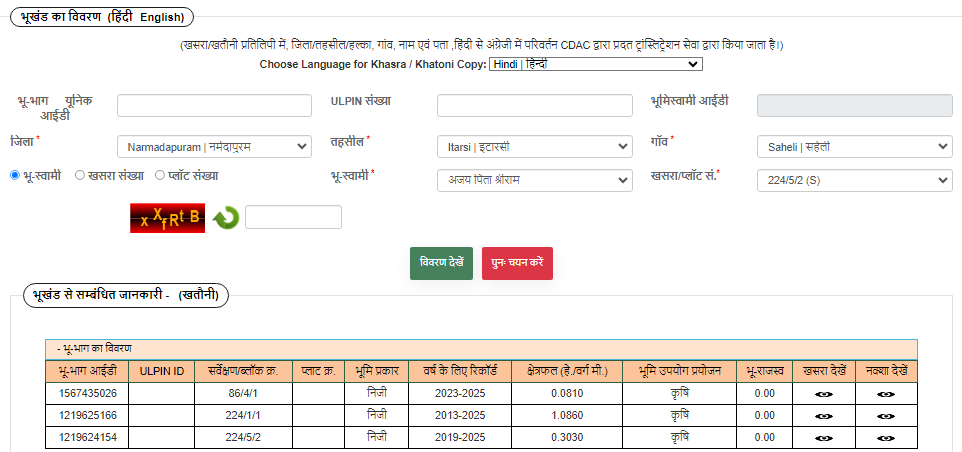 भूखंड का विवरण (हिंदी English)
(खसरा/खतौनी प्रतिलिपी में, जिला/तहसील/हल्का, गांव, नाम एवं पता ,हिंदी से अंग्रेजी में परिवर्तन CDAC द्वारा प्रदत ट्रांस्लिट्रेशन सेवा द्वारा किया जाता है।)
Choose Language for Khasra / Khatoni Copy: Hindi | हिन्दी
भू-भाग यूनिक आईडी ULPIN संख्या भूमिस्वामी आईडी
जिला * Narmadapuram | नर्मदापुरम तहसील * Itarsi | इटारसी गाँव * Saheli | सहेली
भू-स्वामी खसरा संख्या प्लॉट संख्या भू-स्वामी * अजय पिता श्रीराम खसरा/प्लॉट सं.* 224/5/2 (S)
x X f R t B
विवरण देखें पुनः चयन करें
भूखंड से सम्बंधित जानकारी - (खतौनी)
- भू-भाग का विवरण
भू-भाग आईडी ULPIN ID सर्वेक्षण/ब्लॉक क्र. प्लाट क्र. भूमि प्रकार वर्ष के लिए रिकॉर्ड क्षेत्रफल (हे./वर्ग मी.) भूमि उपयोग प्रयोजन भू-राजस्व खसरा देखें नक्शा देखें
1567435026 86/4/1 निजी 2023-2025 0.0810 कृषि 0.00
1219625166 224/1/1 निजी 2013-2025 1.0860 कृषि 0.00
1219624154 224/5/2 निजी 2019-2025 0.3030 कृषि 0.00